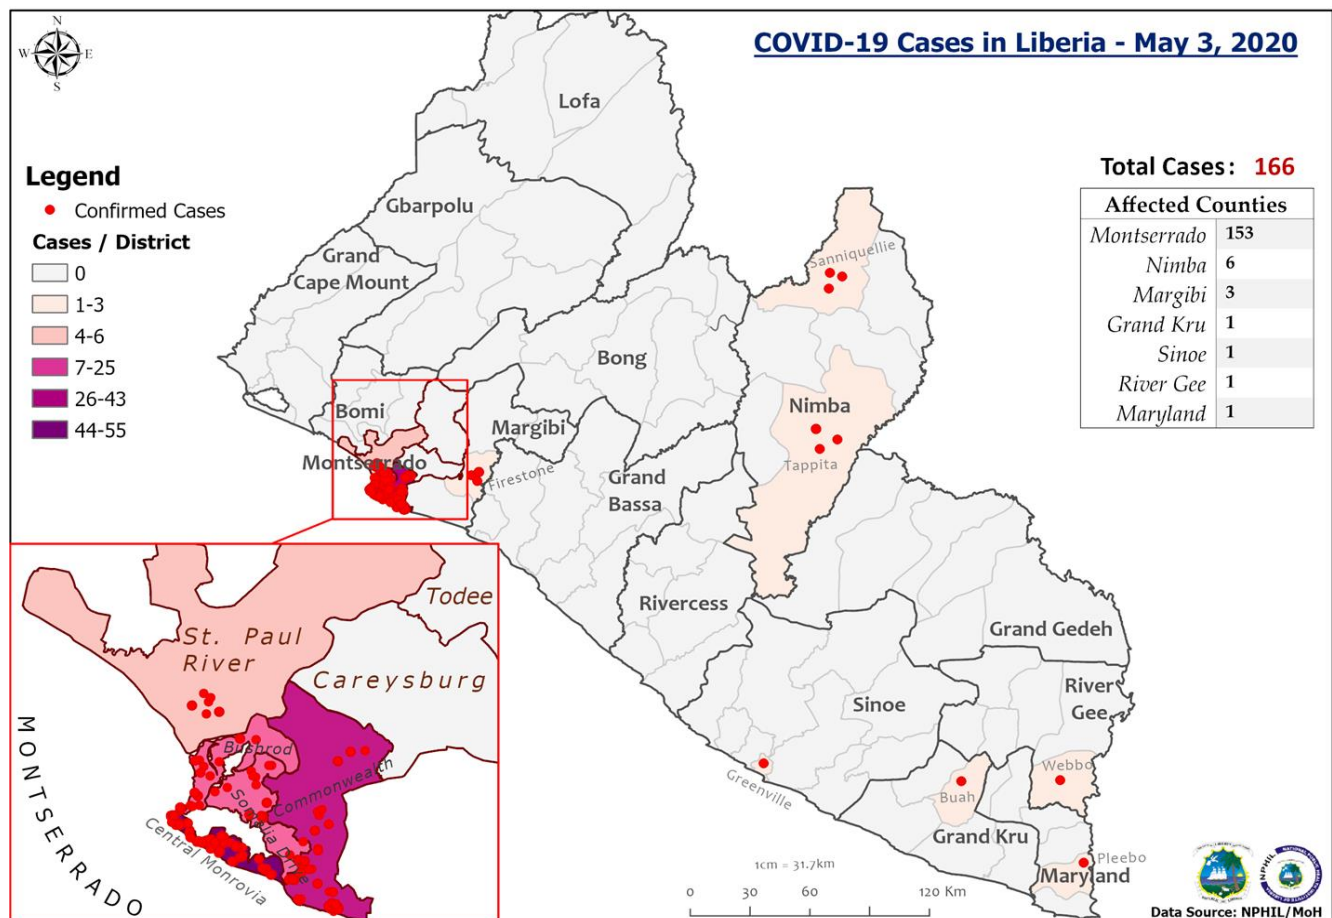 COVID-19 Cases in Liberia - May 3, 2020
N
W E
S
Legend
Confirmed Cases
Cases / District
0
1-3
4-6
7-25
26-43
44-55
Total Cases: 166
Affected Counties
Montserrado 153
Nimba 6
Margibi 3
Grand Kru 1
Sinoe 1
River Gee 1
Maryland 1
Lofa
Gbarpolu
Grand
Cape Mount
Sanniquellie
Bong
Bomi
Nimba
Margibi
Montserrado
Tappita
Firestone
Grand
Bassa
Rivercess
Grand Gedeh
River
Gee
Sinoe
Webbo
Greenville
Buah
Grand Kru
Pleebo
Maryland
Todee
St. Paul
River
Careysburg
MONTSERRADO
Bushrod
Commonwealth
Somalia Drive
Central Monrovia
1cm = 31.7km
0 30 60 120 Km
Data Source: NPHIL/MoH
NPHIL